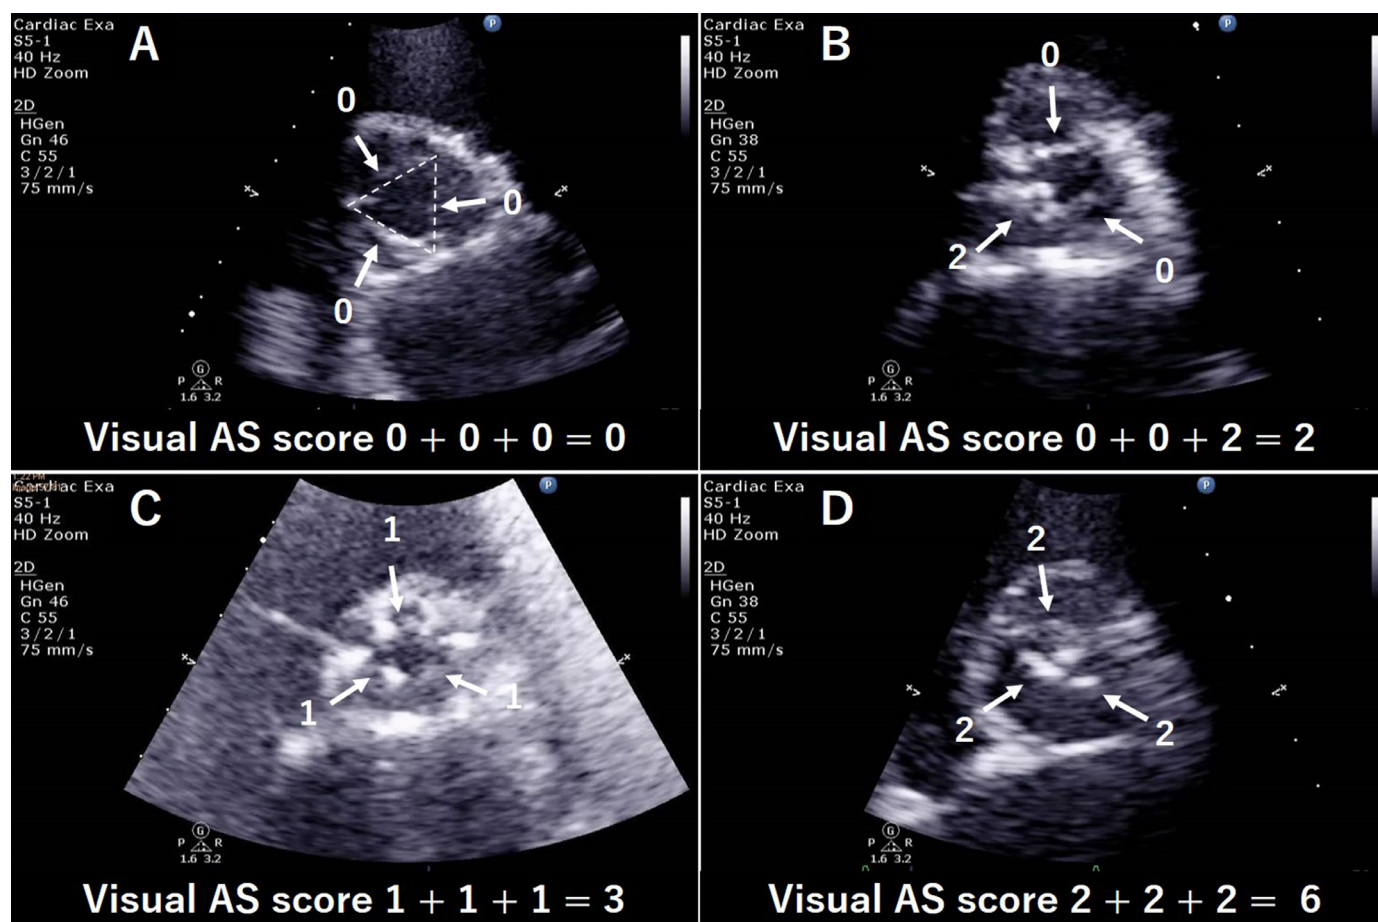 Cardiac Exa
S5-1
40 Hz
HD Zoom
2D
HGen
Gn 46
C 55
3/2/1
75 mm/s
A
P
0
0
0
G
P R
1.6 3.2
Visual AS score 0 + 0 + 0 = 0
Cardiac Exa
S5-1
40 Hz
HD Zoom
2D
HGen
Gn 38
C 55
3/2/1
75 mm/s
B
P
0
2
0
G
P R
1.6 3.2
Visual AS score 0 + 0 + 2 = 2
1:22 PM
Cardiac Exa
S5-1
40 Hz
HD Zoom
2D
HGen
Gn 46
C 55
3/2/1
75 mm/s
C
P
1
1
1
G
P R
1.6 3.2
Visual AS score 1 + 1 + 1 = 3
Cardiac Exa
S5-1
40 Hz
HD Zoom
2D
HGen
Gn 38
C 55
3/2/1
75 mm/s
D
P
2
2
2
G
P R
1.6 3.2
Visual AS score 2 + 2 + 2 = 6